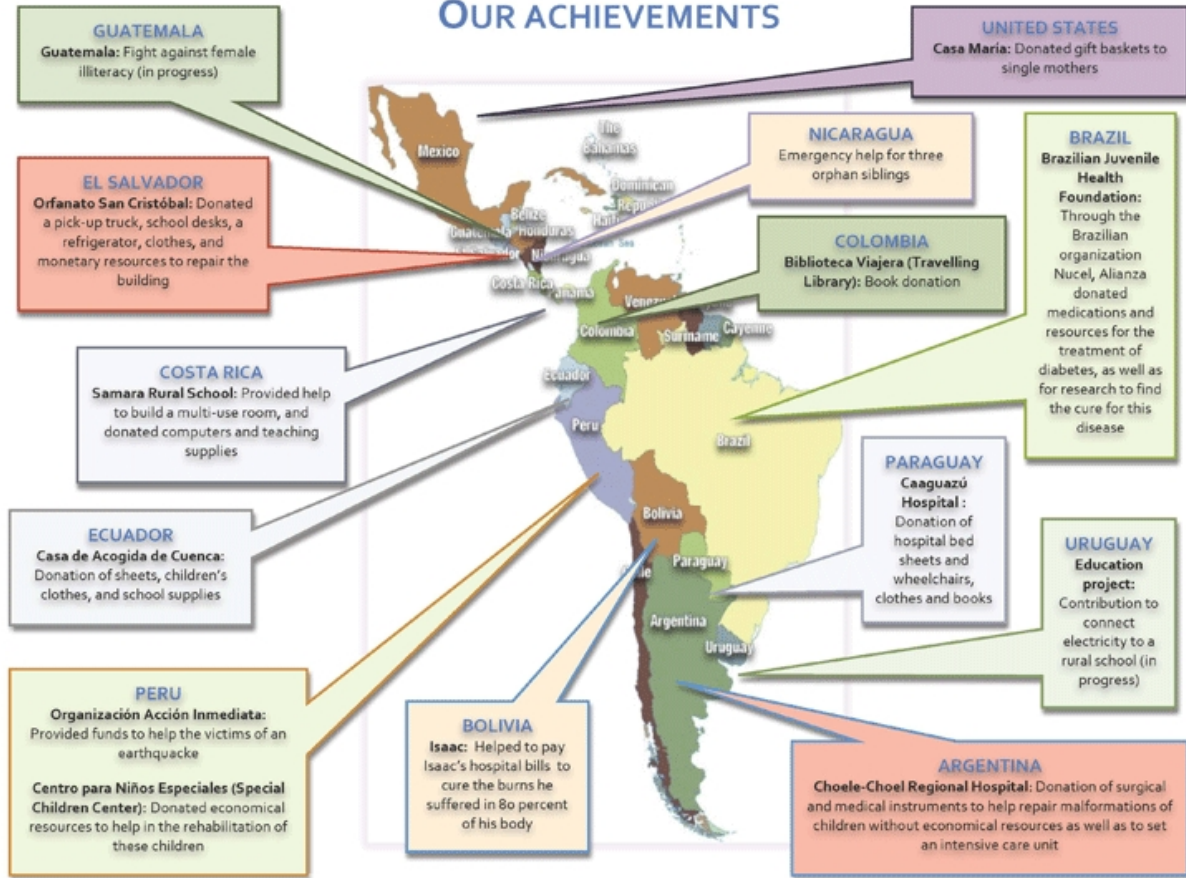 OUR ACHIEVEMENTS
GUATEMALA
Guatemala: Fight against female
illiteracy (in progress)
UNITED STATES
Casa Maria: Donated gift baskets to
single mothers
NICARAGUA
Emergency help for three
orphan siblings
BRAZIL
Brazilian Juvenile
Health
Foundation:
Through the
Brazilian
organization
Nucel, Alianza
donated
medications and
resources for the
treatment of
diabetes, as well as
for research to find
the cure for this
disease
EL SALVADOR
Orfanato San Cristóbal: Donated
a pick-up truck, school desks, a
refrigerator, clothes, and
monetary resources to repair the
building
COLOMBIA
Biblioteca Viajera (Travelling
Library): Book donation
COSTA RICA
Samara Rural School: Provided help
to build a multi-use room, and
donated computers and teaching
supplies
PARAGUAY
Caaguazú
Hospital :
Donation of
hospital bed
sheets and
wheelchairs,
clothes and books
ECUADOR
Casa de Acogida de Cuenca:
Donation of sheets, children's
clothes, and school supplies
URUGUAY
Education
project:
Contribution to
connect
electricity to a
rural school (in
progress)
PERU
Organización Acción Inmediata:
Provided funds to help the victims of an
earthquacke
Centro para Niños Especiales (Special
Children Center): Donated economical
resources to help in the rehabilitation of
these children
BOLIVIA
Isaac: Helped to pay
Isaac's hospital bills to
cure the burns he
suffered in 80 percent
of his body
ARGENTINA
Choele-Choel Regional Hospital: Donation of surgical
and medical instruments to help repair malformations of
children without economical resources as well as to set
an intensive care unit
Mexico
The
Bahamas
Dominican
Belize
Honduras
Guatemala
Nicaragua
Costa Rica
Panama
Colombia
Suriname
Cayenne
Ecuador
Peru
Brazil
Bolivia
Paraguay
Argentina
Uruguay